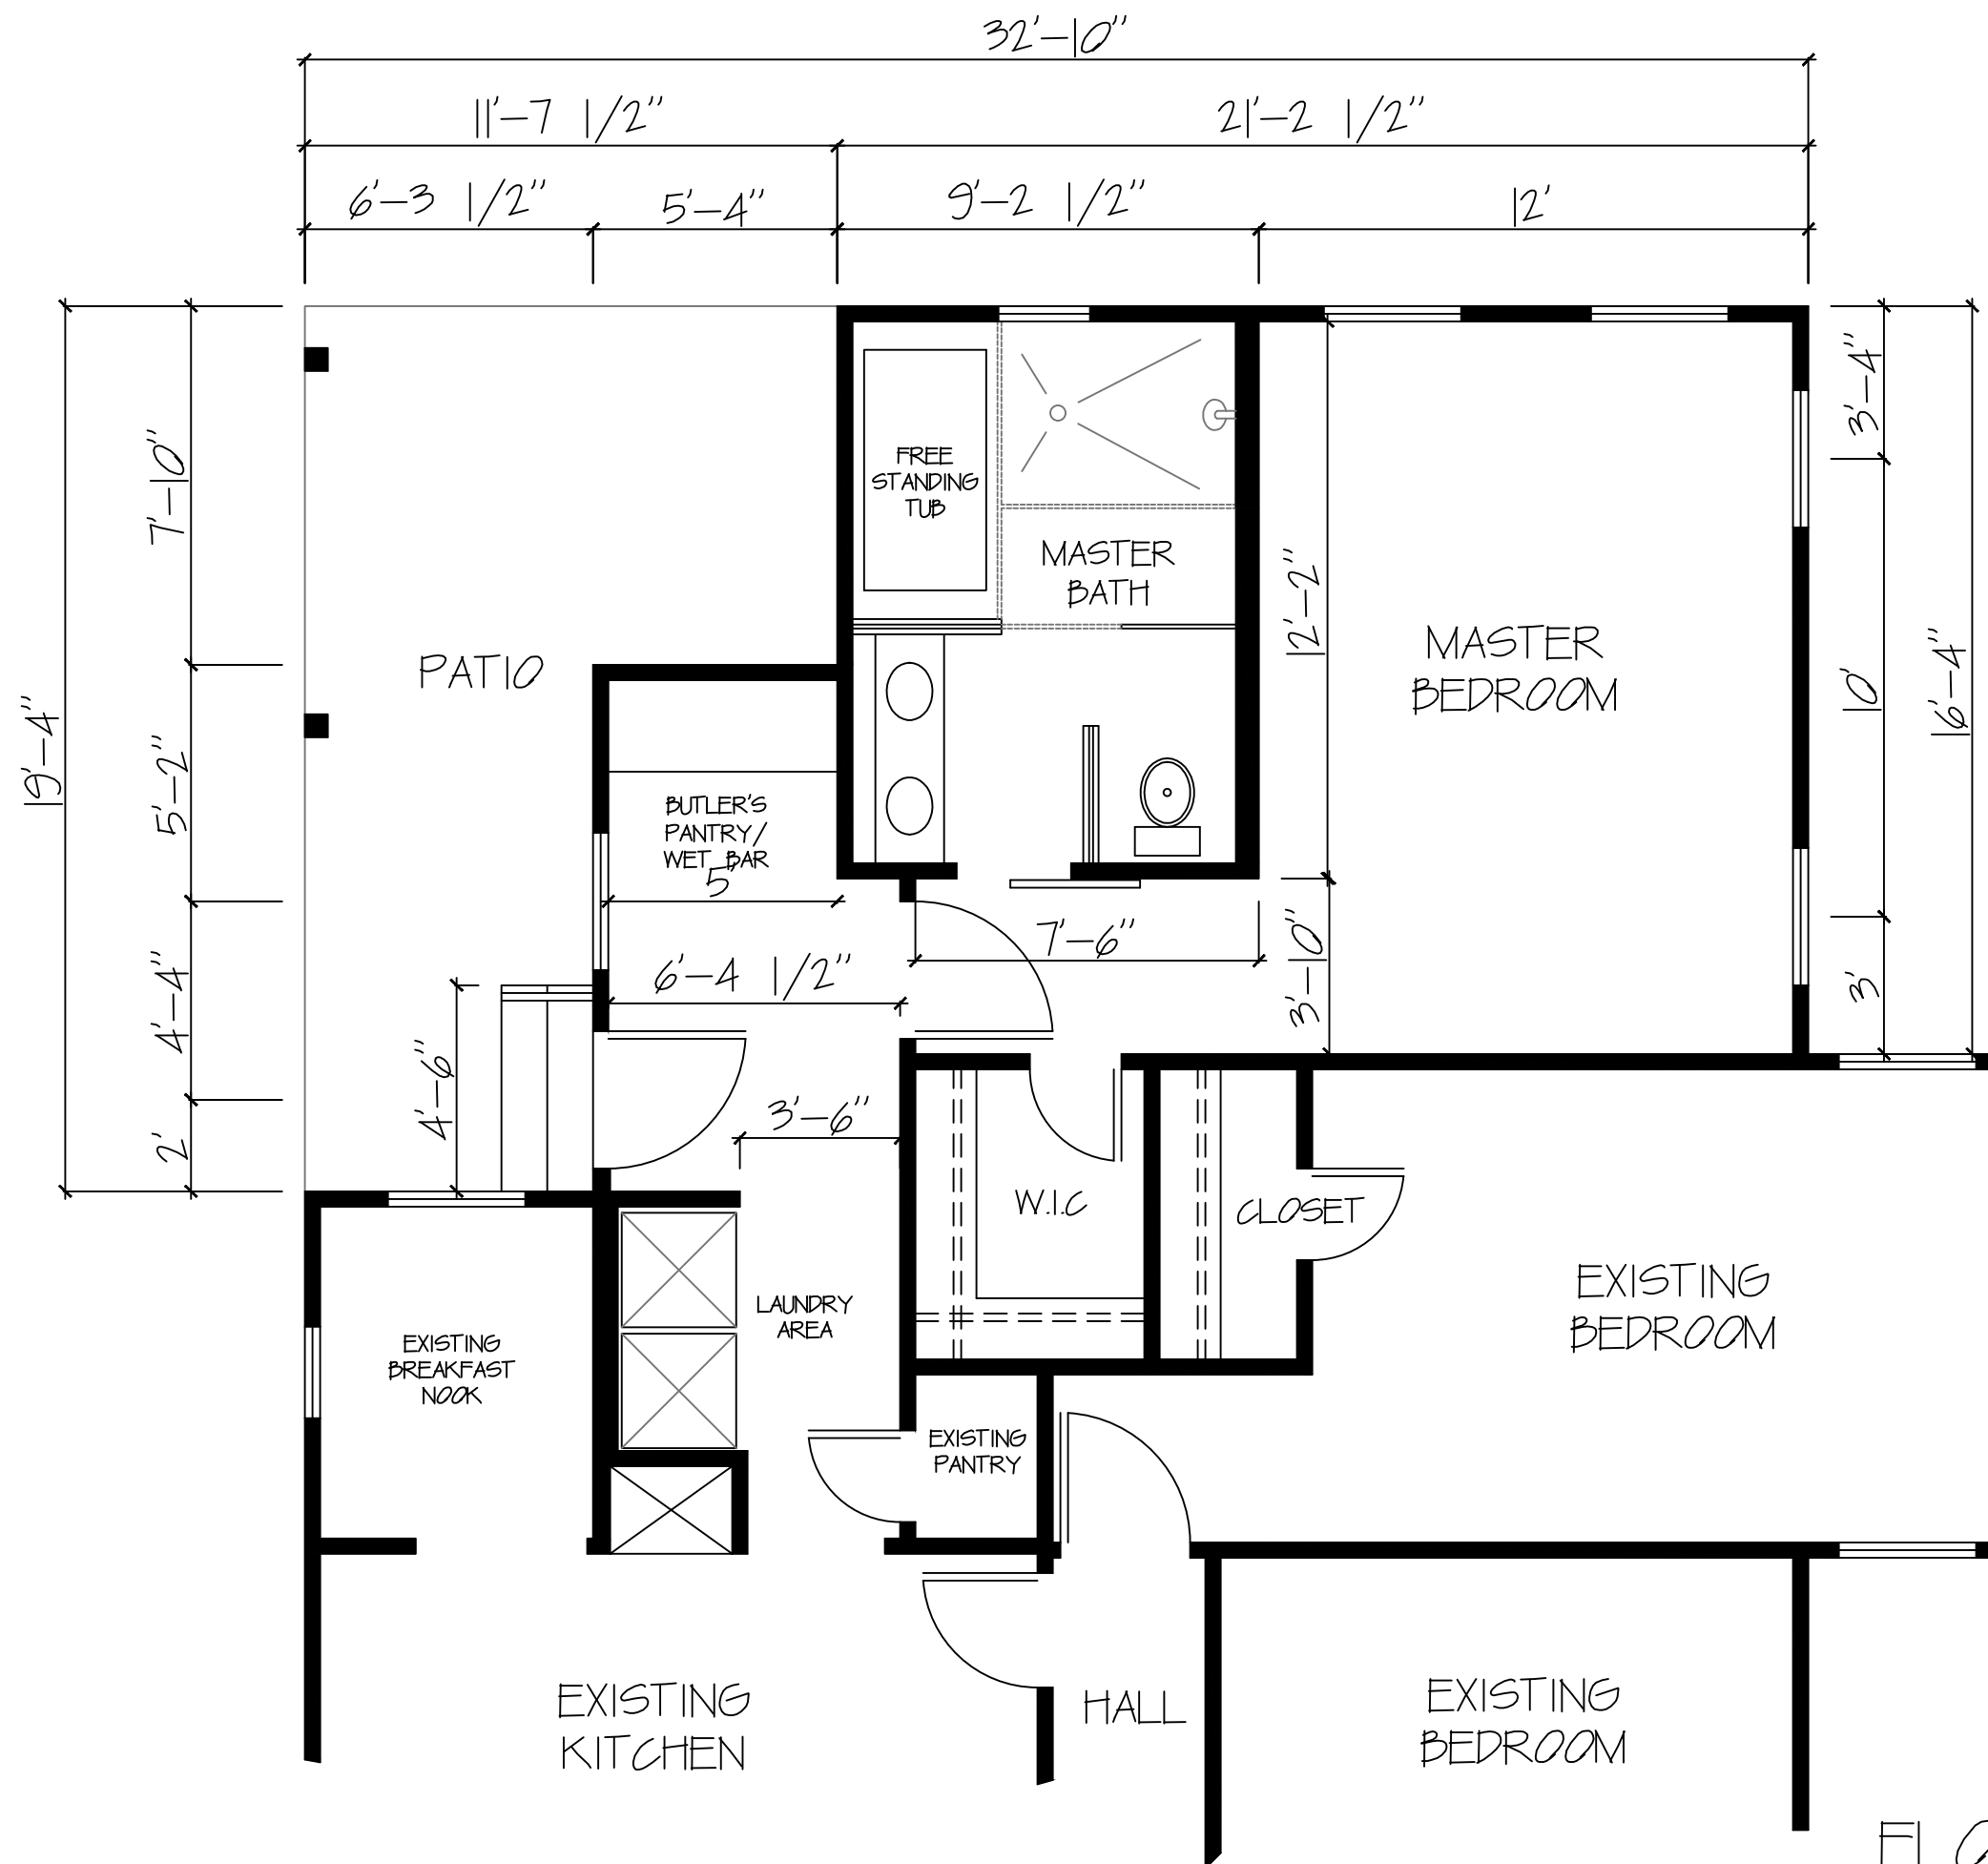 32'-10"
11'-7 1/2"
21'-2 1/2"
6'-3 1/2"
5'-4"
9'-2 1/2"
12'
3'-4"
7'-10"
FREE
STANDING
TUB
MASTER
BATH
12'-2"
MASTER
BEDROOM
PATIO
10'
16'-4"
19'-4"
5'-2"
BUTLER'S
PANTRY/
WET BAR
5'
7'-6"
6'-4 1/2"
3'-10"
3'
4'-4"
4'-6"
3'-6"
2'
W.I.C
CLOSET
EXISTING
BEDROOM
LAUNDRY
AREA
EXISTING
BREAKFAST
NOOK
EXISTING
PANTRY
EXISTING
KITCHEN
HALL
EXISTING
BEDROOM